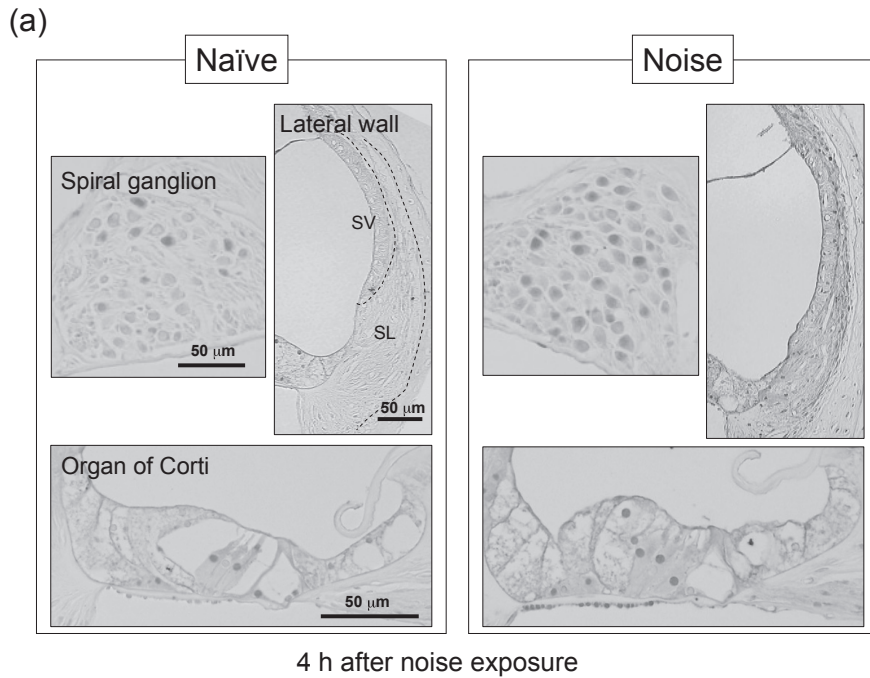 (a)
Naïve
Noise
Lateral wall
Spiral ganglion
SV
SL
50 μm
50 μm
Organ of Corti
50 μm
4 h after noise exposure